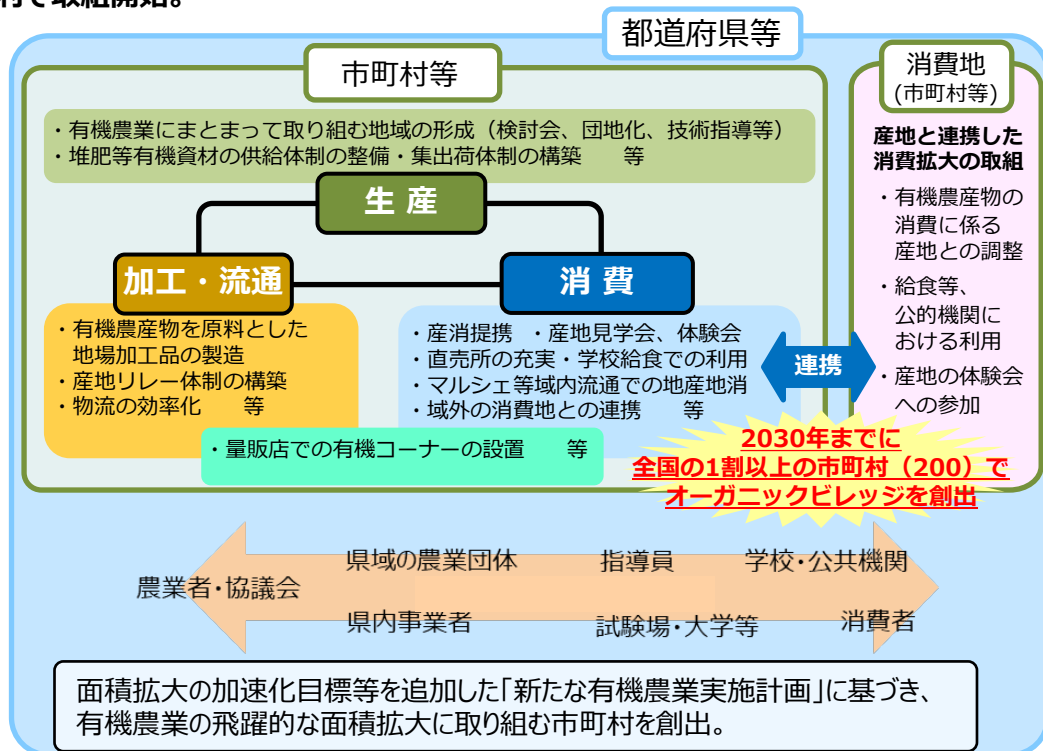 村で取組開始。
都道府県等
市町村等
・有機農業にまとまって取り組む地域の形成（検討会、団地化、技術指導等）
・堆肥等有機資材の供給体制の整備・集出荷体制の構築　等
生 産
加工・流通
消 費
・有機農産物を原料とした
地場加工品の製造
・産地リレー体制の構築
・物流の効率化　等
・産消提携　・産地見学会、体験会
・直売所の充実・学校給食での利用
・マルシェ等域内流通での地産地消
・域外の消費地との連携　等
・量販店での有機コーナーの設置　等
連携
消費地
(市町村等)
産地と連携した
消費拡大の取組
・有機農産物の
消費に係る
産地との調整
・給食等、
公的機関に
おける利用
・産地の体験会
への参加
2030年までに
全国の1割以上の市町村（200）で
オーガニックビレッジを創出
県域の農業団体　指導員　学校・公共機関
農業者・協議会
県内事業者　試験場・大学等　消費者
面積拡大の加速化目標等を追加した「新たな有機農業実施計画」に基づき、
有機農業の飛躍的な面積拡大に取り組む市町村を創出。